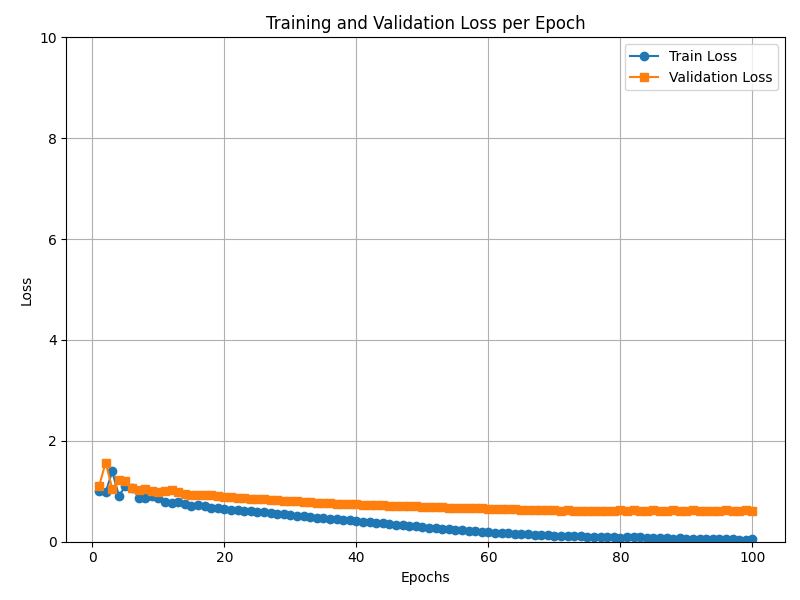 Training and Validation Loss per Epoch
Train Loss
Validation Loss
10
8
6
4
2
0
Loss
0 20 40 60 80 100
Epochs